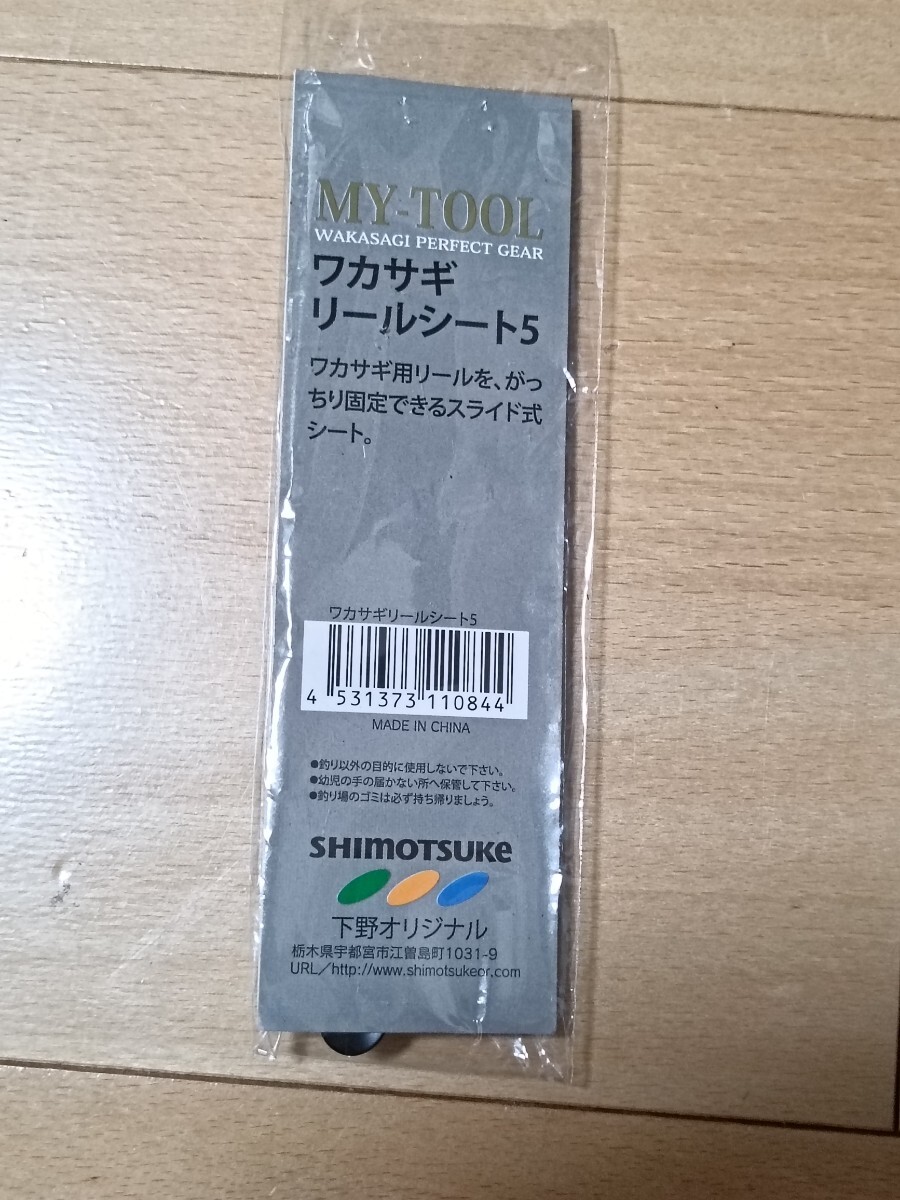 MY-TOOL
WAKASAGI PERFECT GEAR
ワカサギ
リールシート5
ワカサギ用リールを、がっ
ちり固定できるスライド式
シート。
ワカサギリールシート5
4 531373 110844
MADE IN CHINA
●釣り以外の目的に使用しないで下さい。
●幼児の手の届かない所へ保管して下さい。
●釣り場のゴミは必ず持ち帰りましょう。
SHIMOTSUKE
下野オリジナル
栃木県宇都宮市江曽島町1031-9
URL／http://www.shimotsukeor.com